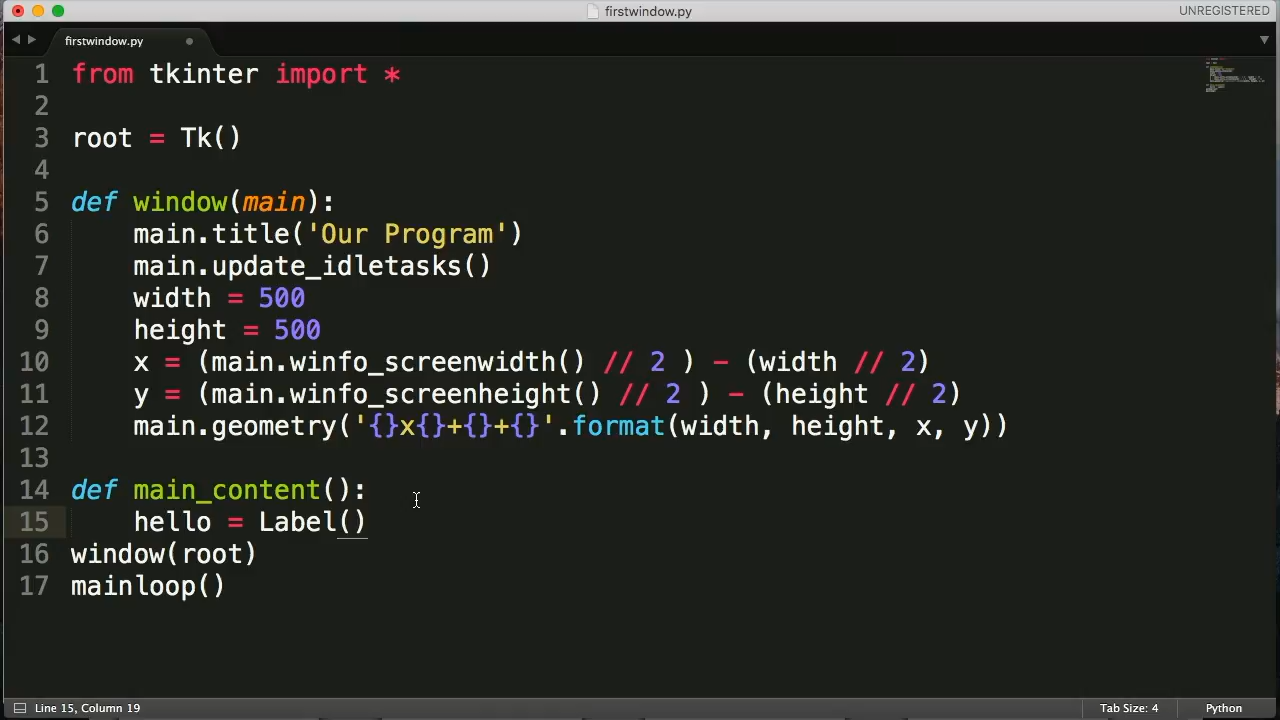 firstwindow.py
UNREGISTERED
firstwindow.py
1 from tkinter import *
2
3 root = Tk()
4
5 def window(main):
6     main.title('Our Program')
7     main.update_idletasks()
8     width = 500
9     height = 500
10     x = (main.winfo_screenwidth() // 2 ) - (width // 2)
11     y = (main.winfo_screenheight() // 2 ) - (height // 2)
12     main.geometry('{}x{}+{}+{}'.format(width, height, x, y))
13
14 def main_content():
15     hello = Label()
16 window(root)
17 mainloop()
Line 15, Column 19
Tab Size: 4
Python